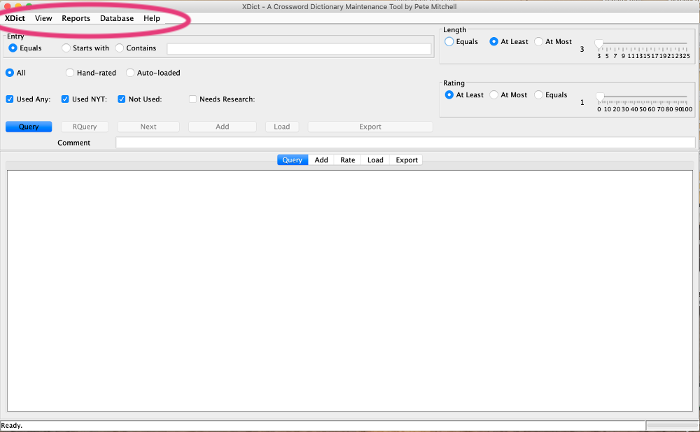 XDict - A Crossword Dictionary Maintenance Tool by Pete Mitchell
XDict View Reports Database Help
Entry
Equals Starts with Contains
All Hand-rated Auto-loaded
Used Any: Used NYT: Not Used: Needs Research:
Query RQuery Next Add Load Export
Comment
Length
Equals At Least At Most 3
3 5 7 9 11 13 15 17 19 21 23 25
Rating
At Least At Most Equals 1
0 10 20 30 40 50 60 70 80 90 100
Query Add Rate Load Export
Ready.